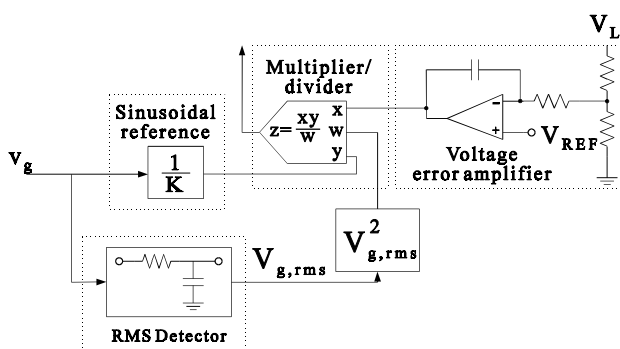 V_L
Multiplier/
divider
Sinusoidal
reference
x
z= xy/w
w
y
−
+
V_REF
v_g
1/K
Voltage
error amplifier
V²_g,rms
V_g,rms
RMS Detector